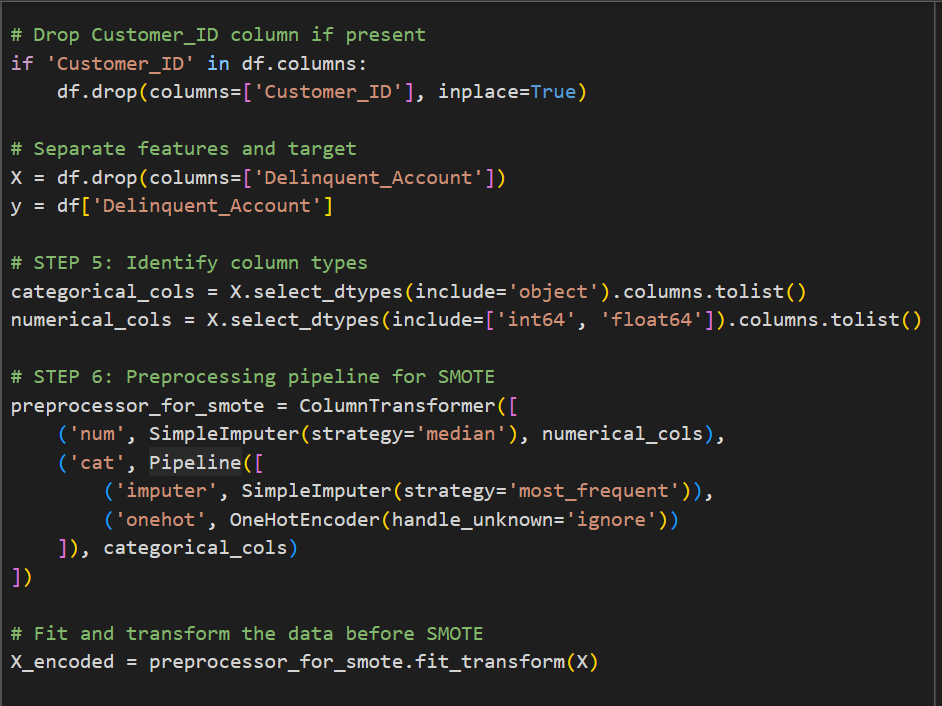 # Drop Customer_ID column if present
if 'Customer_ID' in df.columns:
    df.drop(columns=['Customer_ID'], inplace=True)
# Separate features and target
X = df.drop(columns=['Delinquent_Account'])
y = df['Delinquent_Account']
# STEP 5: Identify column types
categorical_cols = X.select_dtypes(include='object').columns.tolist()
numerical_cols = X.select_dtypes(include=['int64', 'float64']).columns.tolist()
# STEP 6: Preprocessing pipeline for SMOTE
preprocessor_for_smote = ColumnTransformer([
    ('num', SimpleImputer(strategy='median'), numerical_cols),
    ('cat', Pipeline([
        ('imputer', SimpleImputer(strategy='most_frequent')),
        ('onehot', OneHotEncoder(handle_unknown='ignore'))
    ]), categorical_cols)
])
# Fit and transform the data before SMOTE
X_encoded = preprocessor_for_smote.fit_transform(X)